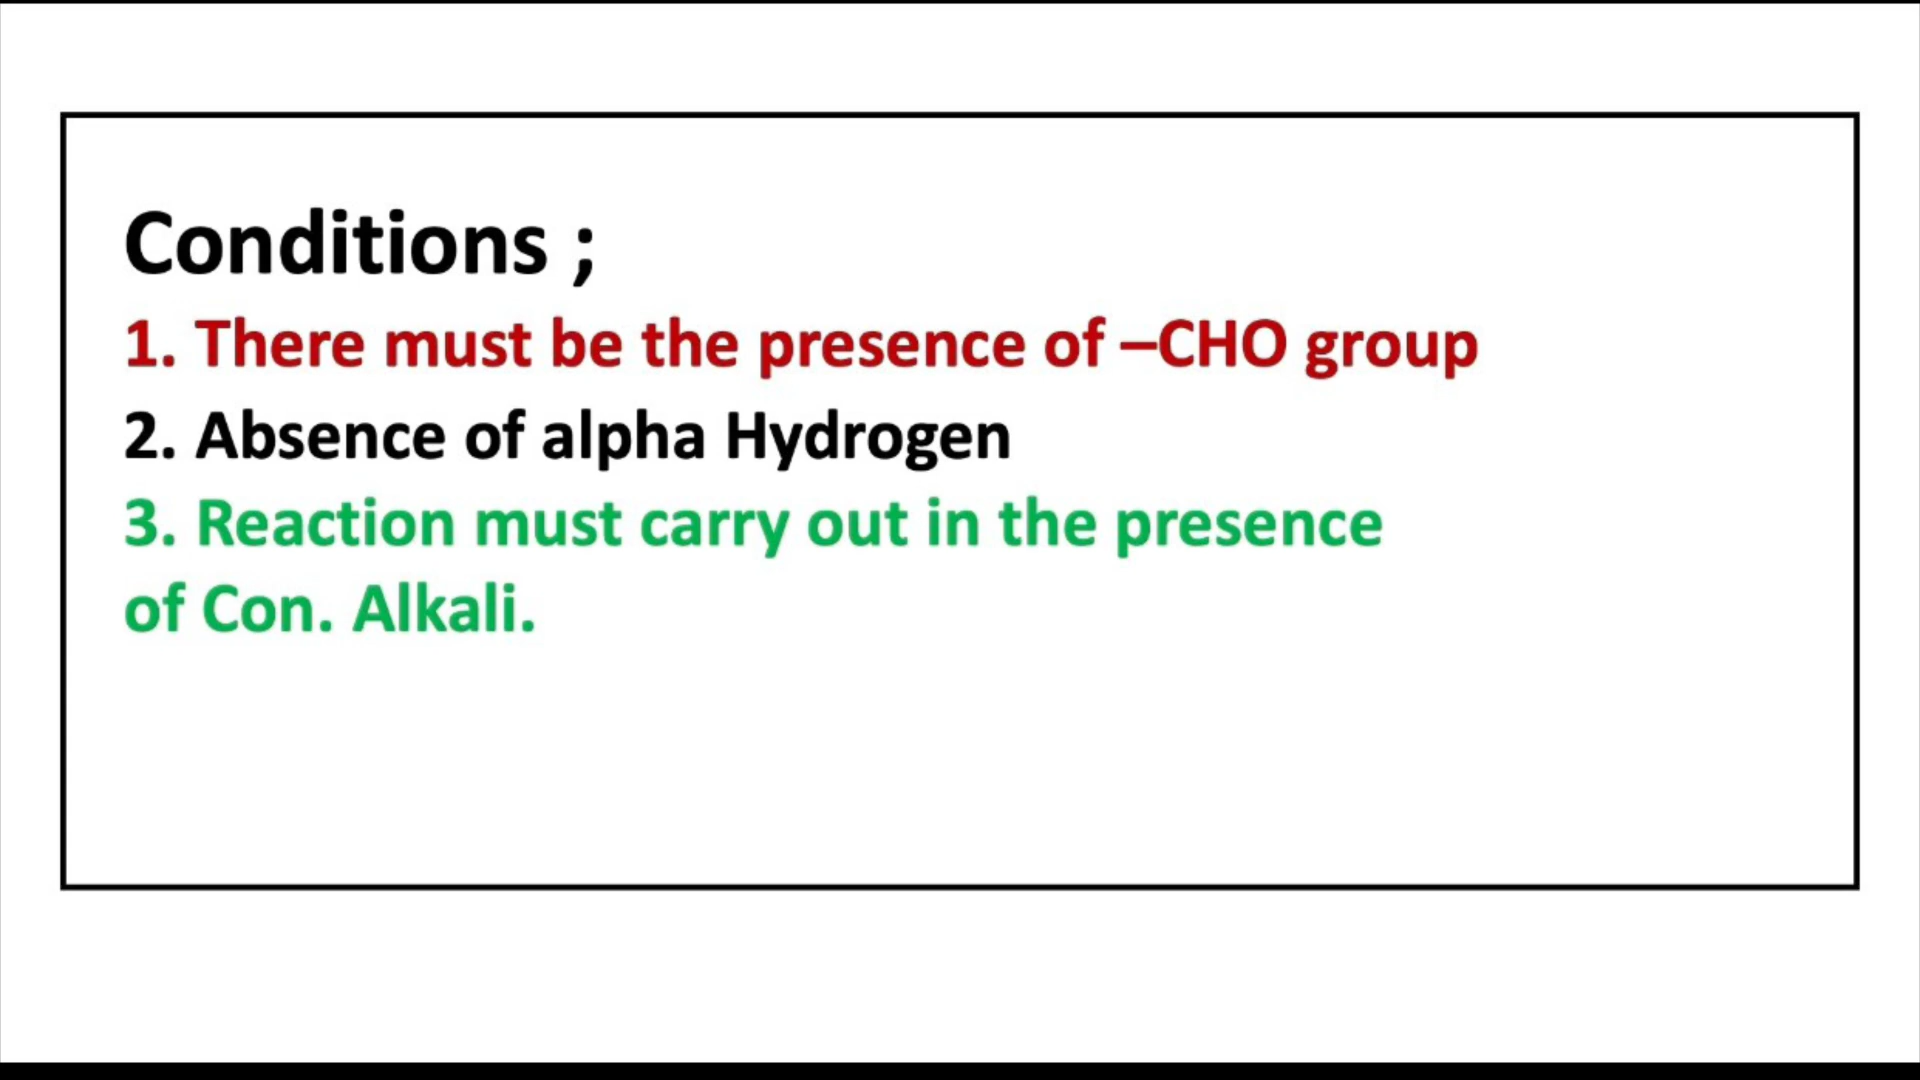 Conditions ;
1. There must be the presence of –CHO group
2. Absence of alpha Hydrogen
3. Reaction must carry out in the presence
of Con. Alkali.